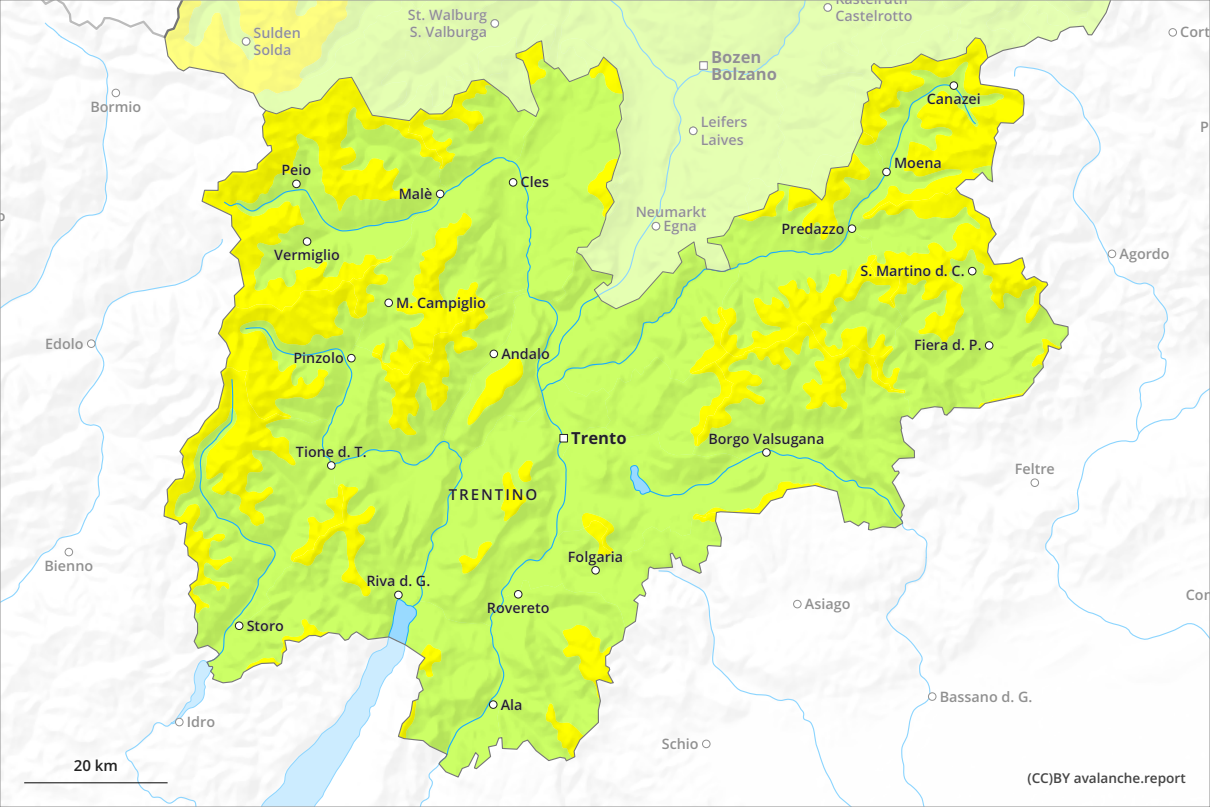 St. Walburg
S. Valburga
Kastelruth
Castelrotto
Sulden
Solda
Cort
Bozen
Bolzano
Bormio
Canazei
Leifers
Laives
P
Moena
Peio
Malè
Cles
Neumarkt
Egna
Predazzo
Vermiglio
Agordo
S. Martino d. C.
M. Campiglio
Edolo
Pinzolo
Andalo
Fiera d. P.
Trento
Borgo Valsugana
Tione d. T.
Feltre
TRENTINO
Bienno
Folgaria
Riva d. G.
Cor
Rovereto
Asiago
Storo
Bassano d. G.
Ala
Idro
Schio
20 km
(CC)BY avalanche.report